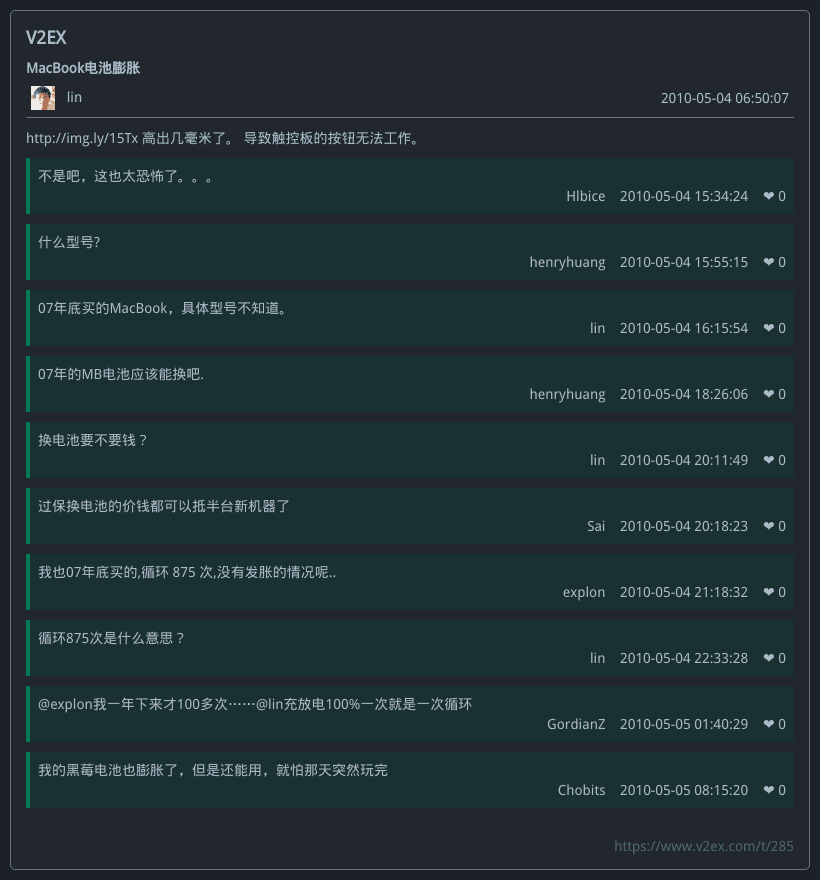 V2EX
MacBook电池膨胀
lin 2010-05-04 06:50:07
http://img.ly/15Tx 高出几毫米了。 导致触控板的按钮无法工作。
不是吧，这也太恐怖了。。。
Hlbice 2010-05-04 15:34:24 ❤ 0
什么型号?
henryhuang 2010-05-04 15:55:15 ❤ 0
07年底买的MacBook，具体型号不知道。
lin 2010-05-04 16:15:54 ❤ 0
07年的MB电池应该能换吧.
henryhuang 2010-05-04 18:26:06 ❤ 0
换电池要不要钱？
lin 2010-05-04 20:11:49 ❤ 0
过保换电池的价钱都可以抵半台新机器了
Sai 2010-05-04 20:18:23 ❤ 0
我也07年底买的,循环 875 次,没有发胀的情况呢..
explon 2010-05-04 21:18:32 ❤ 0
循环875次是什么意思？
lin 2010-05-04 22:33:28 ❤ 0
@explon我一年下来才100多次……@lin充放电100%一次就是一次循环
GordianZ 2010-05-05 01:40:29 ❤ 0
我的黑莓电池也膨胀了，但是还能用，就怕那天突然玩完
Chobits 2010-05-05 08:15:20 ❤ 0
https://www.v2ex.com/t/285